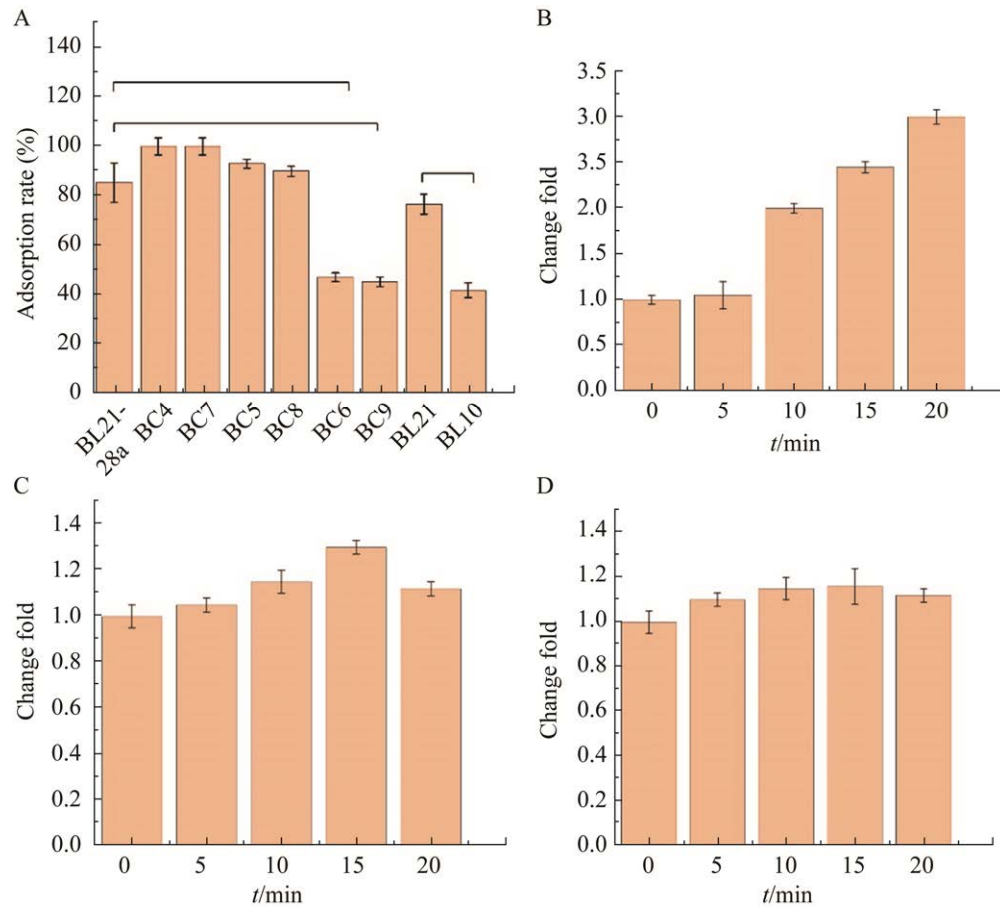 A
140
120
100
80
60
40
20
0
Adsorption rate (%)
BL21-
28a
BC4
BC7
BC5
BC8
BC6
BC9
BL21
BL10
B
3.5
3.0
3.5
2.0
1.5
1.0
0.5
0.0
Change fold
0 5 10 15 20
t/min
C
1.4
1.2
1.0
0.8
0.6
0.4
0.2
0.0
Change fold
0 5 10 15 20
t/min
D
1.4
1.2
1.0
0.8
0.6
0.4
0.2
0.0
Change fold
0 5 10 15 20
t/min